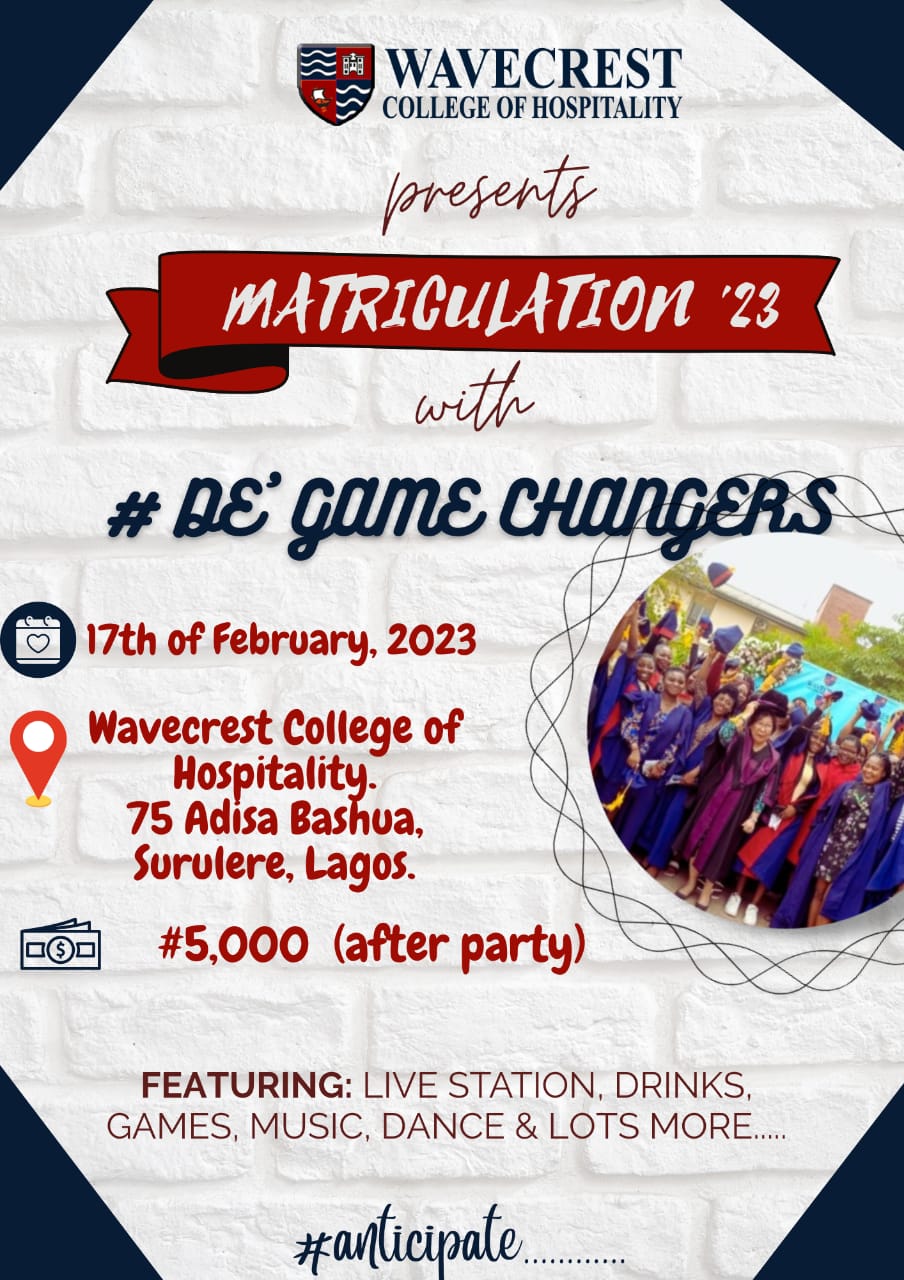 WAVECREST
COLLEGE OF HOSPITALITY
presents
MATRICULATION '23
with
# DE' GAME CHANGERS
17th of February, 2023
Wavecrest College of
Hospitality.
75 Adisa Bashua,
Surulere, Lagos.
#5,000 (after party)
FEATURING: LIVE STATION, DRINKS,
GAMES, MUSIC, DANCE & LOTS MORE.....
#anticipate............